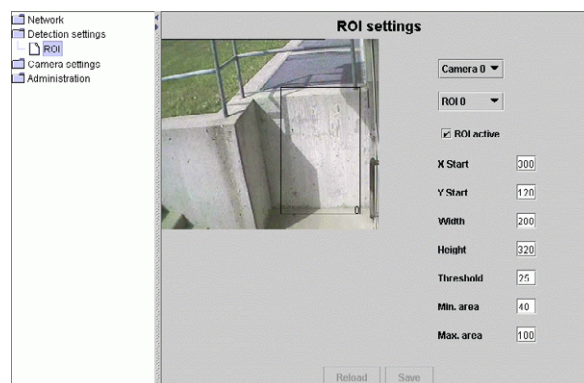 Network
Detection settings
ROI
Camera settings
Administration
ROI settings
0
Camera 0
ROI 0
ROI active
X Start 300
Y Start 120
Width 200
Height 320
Threshold 25
Min. area 40
Max. area 100
Reload Save